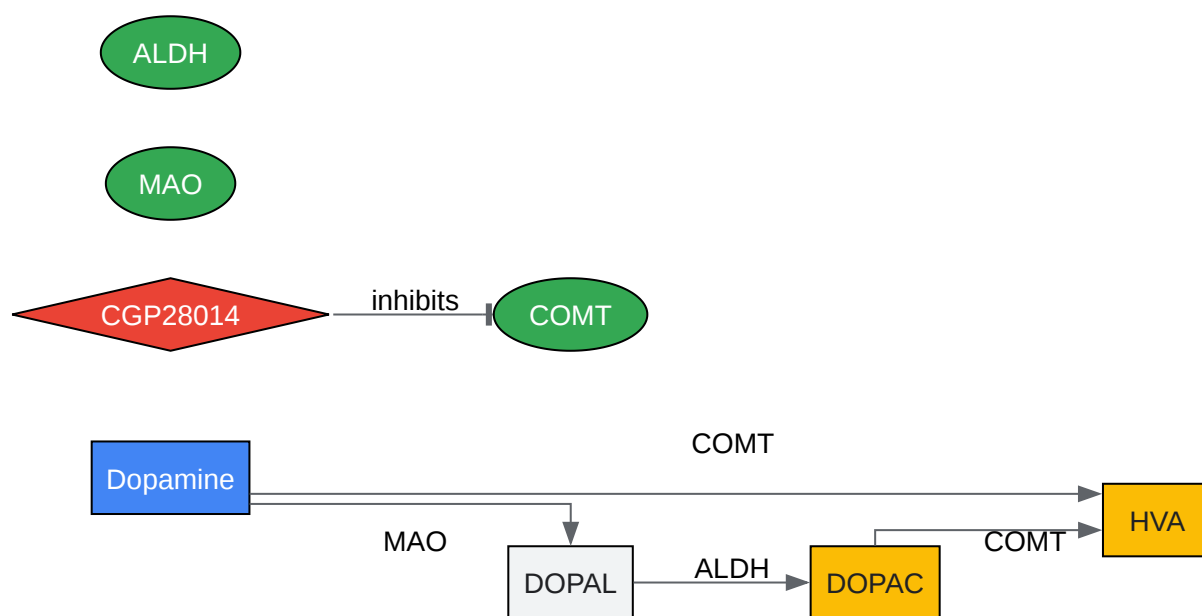 ALDH
MAO
CGP28014
inhibits
COMT
COMT
Dopamine
HVA
MAO
COMT
DOPAL
ALDH
DOPAC